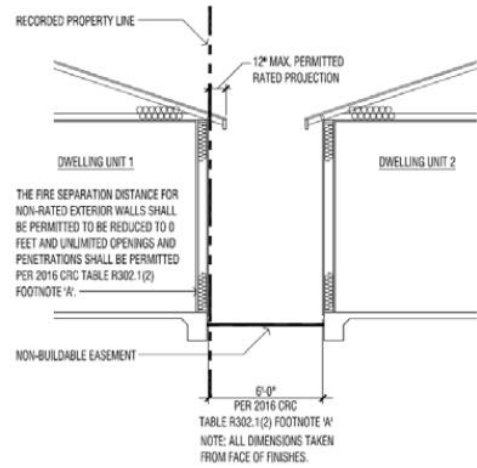 RECORDED PROPERTY LINE
12" MAX. PERMITTED
RATED PROJECTION
DWELLING UNIT 1
DWELLING UNIT 2
THE FIRE SEPARATION DISTANCE FOR
NON-RATED EXTERIOR WALLS SHALL
BE PERMITTED TO BE REDUCED TO 0
FEET AND UNLIMITED OPENINGS AND
PENETRATIONS SHALL BE PERMITTED
PER 2016 CRC TABLE R302.1(2)
FOOTNOTE 'A'.
NON-BUILDABLE EASEMENT
6'-0"
PER 2016 CRC
TABLE R302.1(2) FOOTNOTE 'A'
NOTE: ALL DIMENSIONS TAKEN
FROM FACE OF FINISHES.